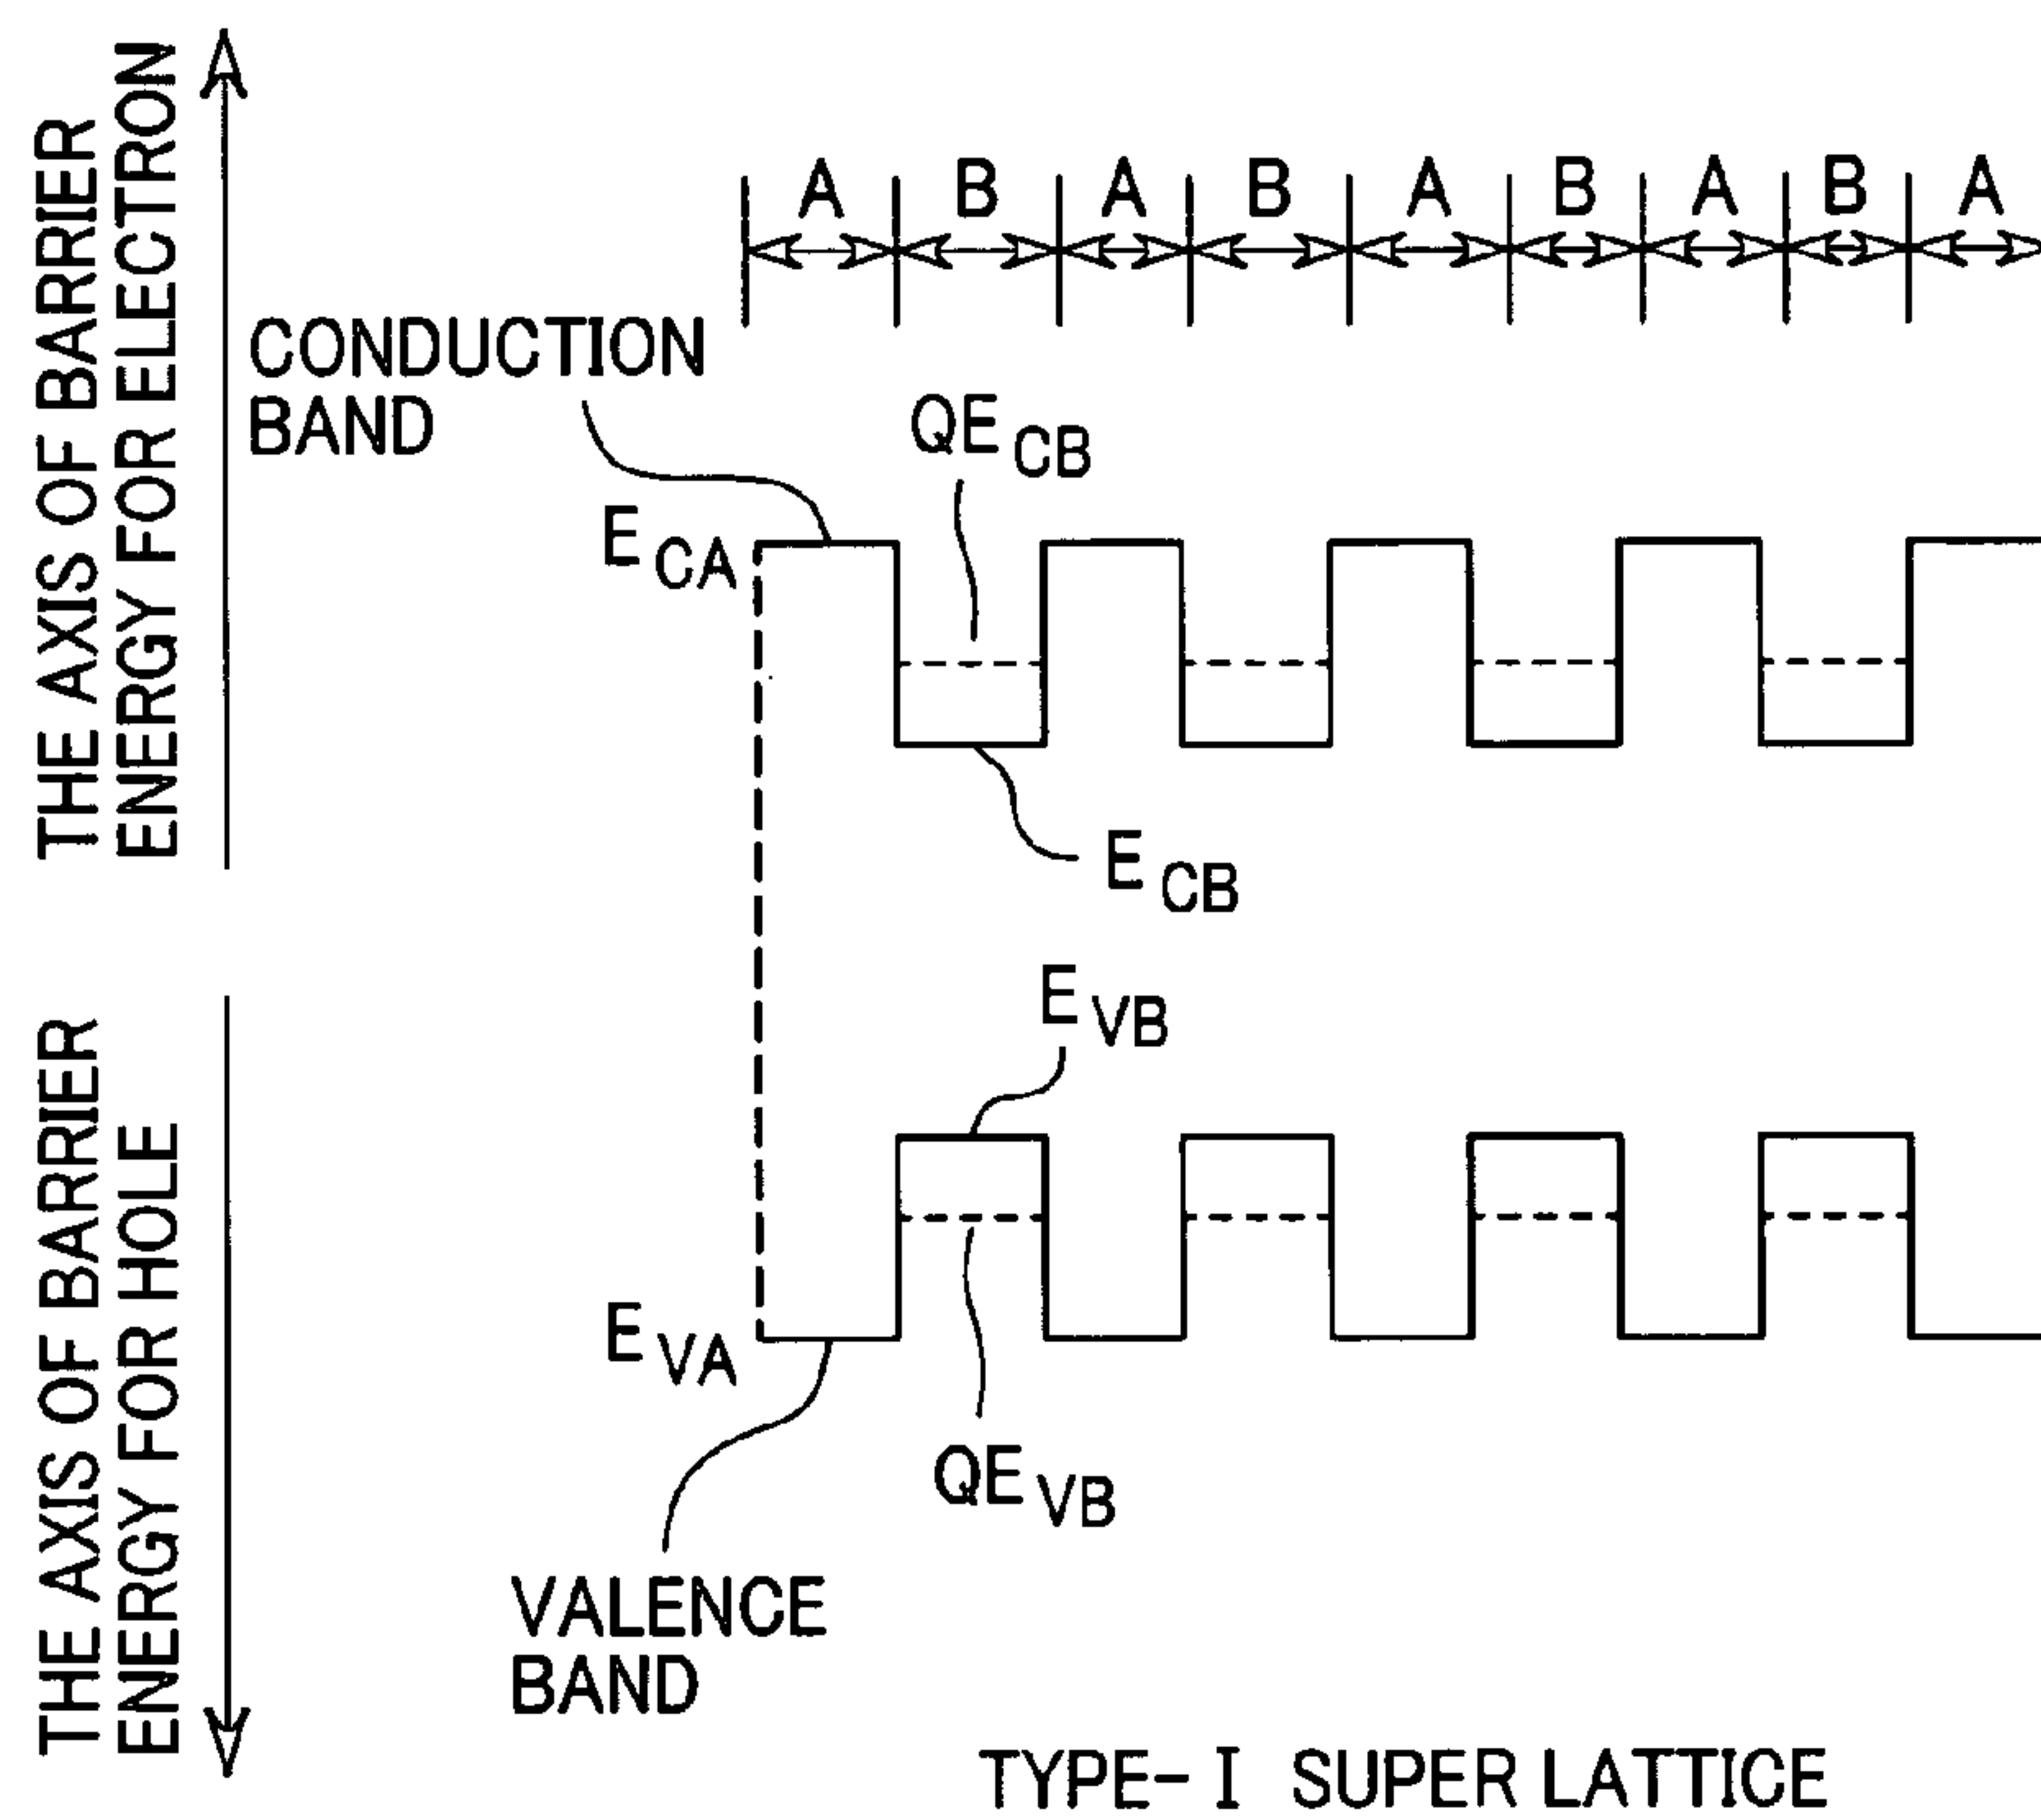 THE AXIS OF BARRIER
ENERGY FOR ELECTRON
A B A B A B A B A
CONDUCTION
BAND
QE CB
E CA
E CB
THE AXIS OF BARRIER
ENERGY FOR HOLE
E VB
E VA
QE VB
VALENCE
BAND
TYPE-I SUPER LATTICE